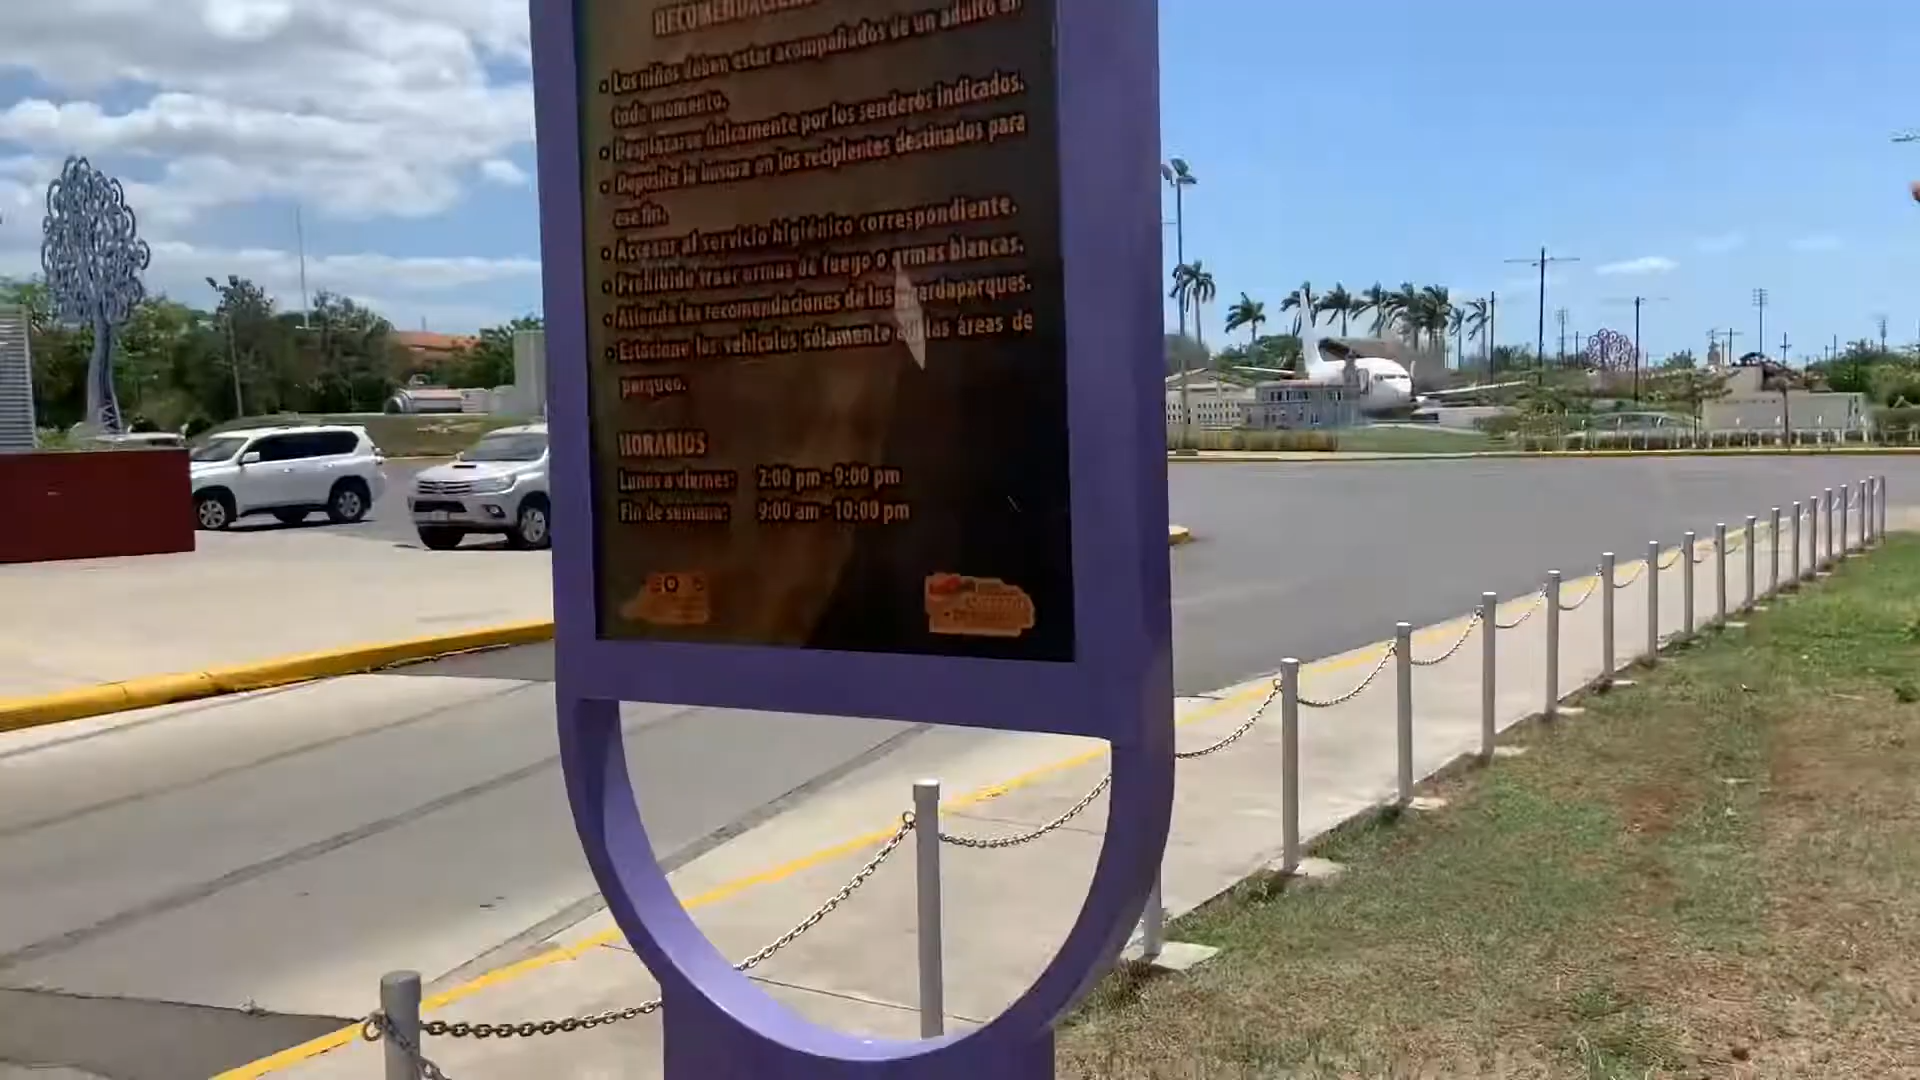 RECOMENDACIONES
• Los niños deben estar acompañados de un adulto en
todo momento.
• Desplazarse únicamente por los senderos indicados.
• Deposite la basura en los recipientes destinados para
ese fin.
• Accesar al servicio higiénico correspondiente.
• Prohibido traer armas de fuego o armas blancas.
• Atienda las recomendaciones de los guardaparques.
• Estacione los vehículos sólamente en las áreas de
parqueo.
HORARIOS
Lunes a viernes: 2:00 pm - 9:00 pm
Fin de semana: 9:00 am - 10:00 pm